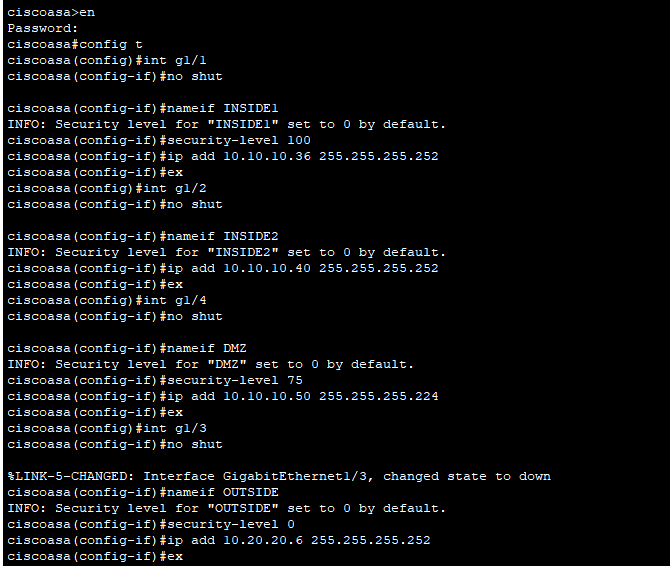 ciscoasa>en
Password:
ciscoasa#config t
ciscoasa(config)#int g1/1
ciscoasa(config-if)#no shut
ciscoasa(config-if)#nameif INSIDE1
INFO: Security level for "INSIDE1" set to 0 by default.
ciscoasa(config-if)#security-level 100
ciscoasa(config-if)#ip add 10.10.10.36 255.255.255.252
ciscoasa(config-if)#ex
ciscoasa(config)#int g1/2
ciscoasa(config-if)#no shut
ciscoasa(config-if)#nameif INSIDE2
INFO: Security level for "INSIDE2" set to 0 by default.
ciscoasa(config-if)#ip add 10.10.10.40 255.255.255.252
ciscoasa(config-if)#ex
ciscoasa(config)#int g1/4
ciscoasa(config-if)#no shut
ciscoasa(config-if)#nameif DMZ
INFO: Security level for "DMZ" set to 0 by default.
ciscoasa(config-if)#security-level 75
ciscoasa(config-if)#ip add 10.10.10.50 255.255.255.224
ciscoasa(config-if)#ex
ciscoasa(config)#int g1/3
ciscoasa(config-if)#no shut
%LINK-5-CHANGED: Interface GigabitEthernet1/3, changed state to down
ciscoasa(config-if)#nameif OUTSIDE
INFO: Security level for "OUTSIDE" set to 0 by default.
ciscoasa(config-if)#security-level 0
ciscoasa(config-if)#ip add 10.20.20.6 255.255.255.252
ciscoasa(config-if)#ex